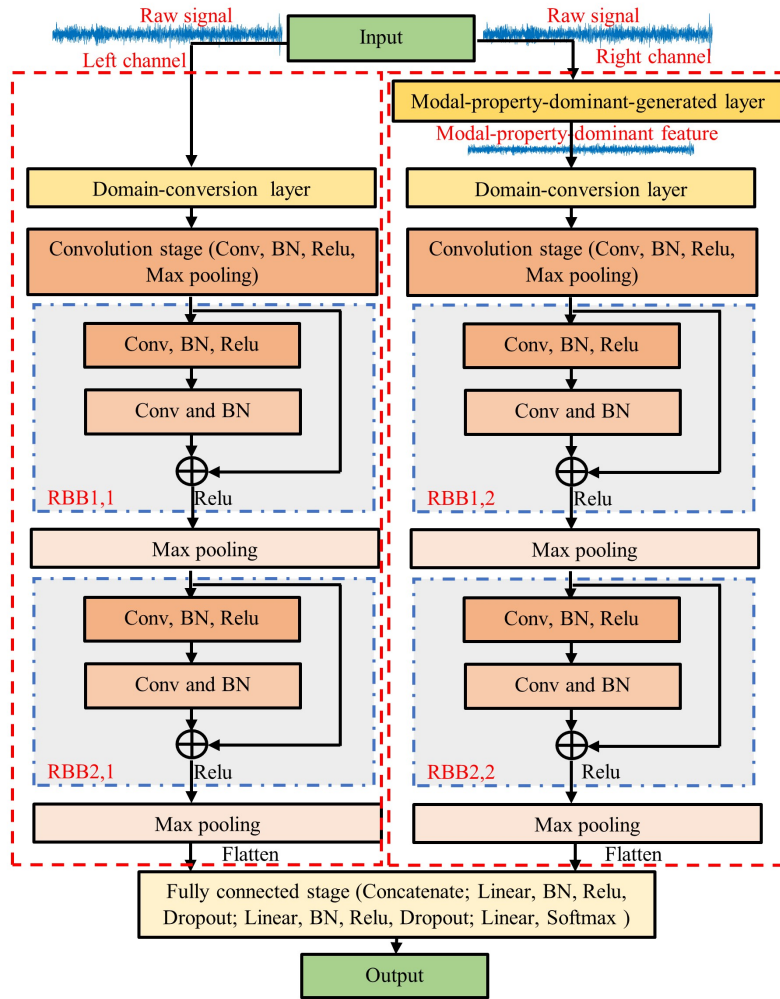 Raw signal
Input
Raw signal
Left channel
Right channel
Modal-property-dominant-generated layer
Modal-property-dominant feature
Domain-conversion layer
Domain-conversion layer
Convolution stage (Conv, BN, Relu,
Max pooling)
Convolution stage (Conv, BN, Relu,
Max pooling)
Conv, BN, Relu
Conv and BN
RBB1,1
Relu
Conv, BN, Relu
Conv and BN
RBB1,2
Relu
Max pooling
Max pooling
Conv, BN, Relu
Conv and BN
RBB2,1
Relu
Conv, BN, Relu
Conv and BN
RBB2,2
Relu
Max pooling
Max pooling
Flatten
Flatten
Fully connected stage (Concatenate; Linear, BN, Relu,
Dropout; Linear, BN, Relu, Dropout; Linear, Softmax )
Output